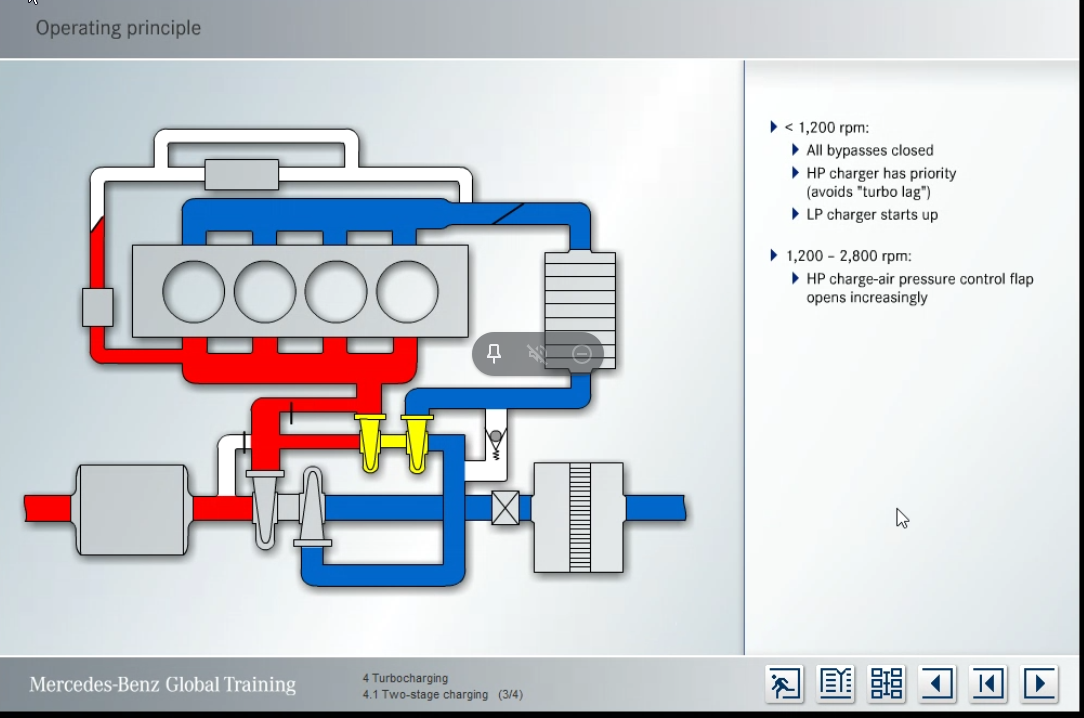 Operating principle
< 1,200 rpm:
All bypasses closed
HP charger has priority
(avoids "turbo lag")
LP charger starts up
1,200 – 2,800 rpm:
HP charge-air pressure control flap
opens increasingly
Mercedes-Benz Global Training
4 Turbocharging
4.1 Two-stage charging (3/4)